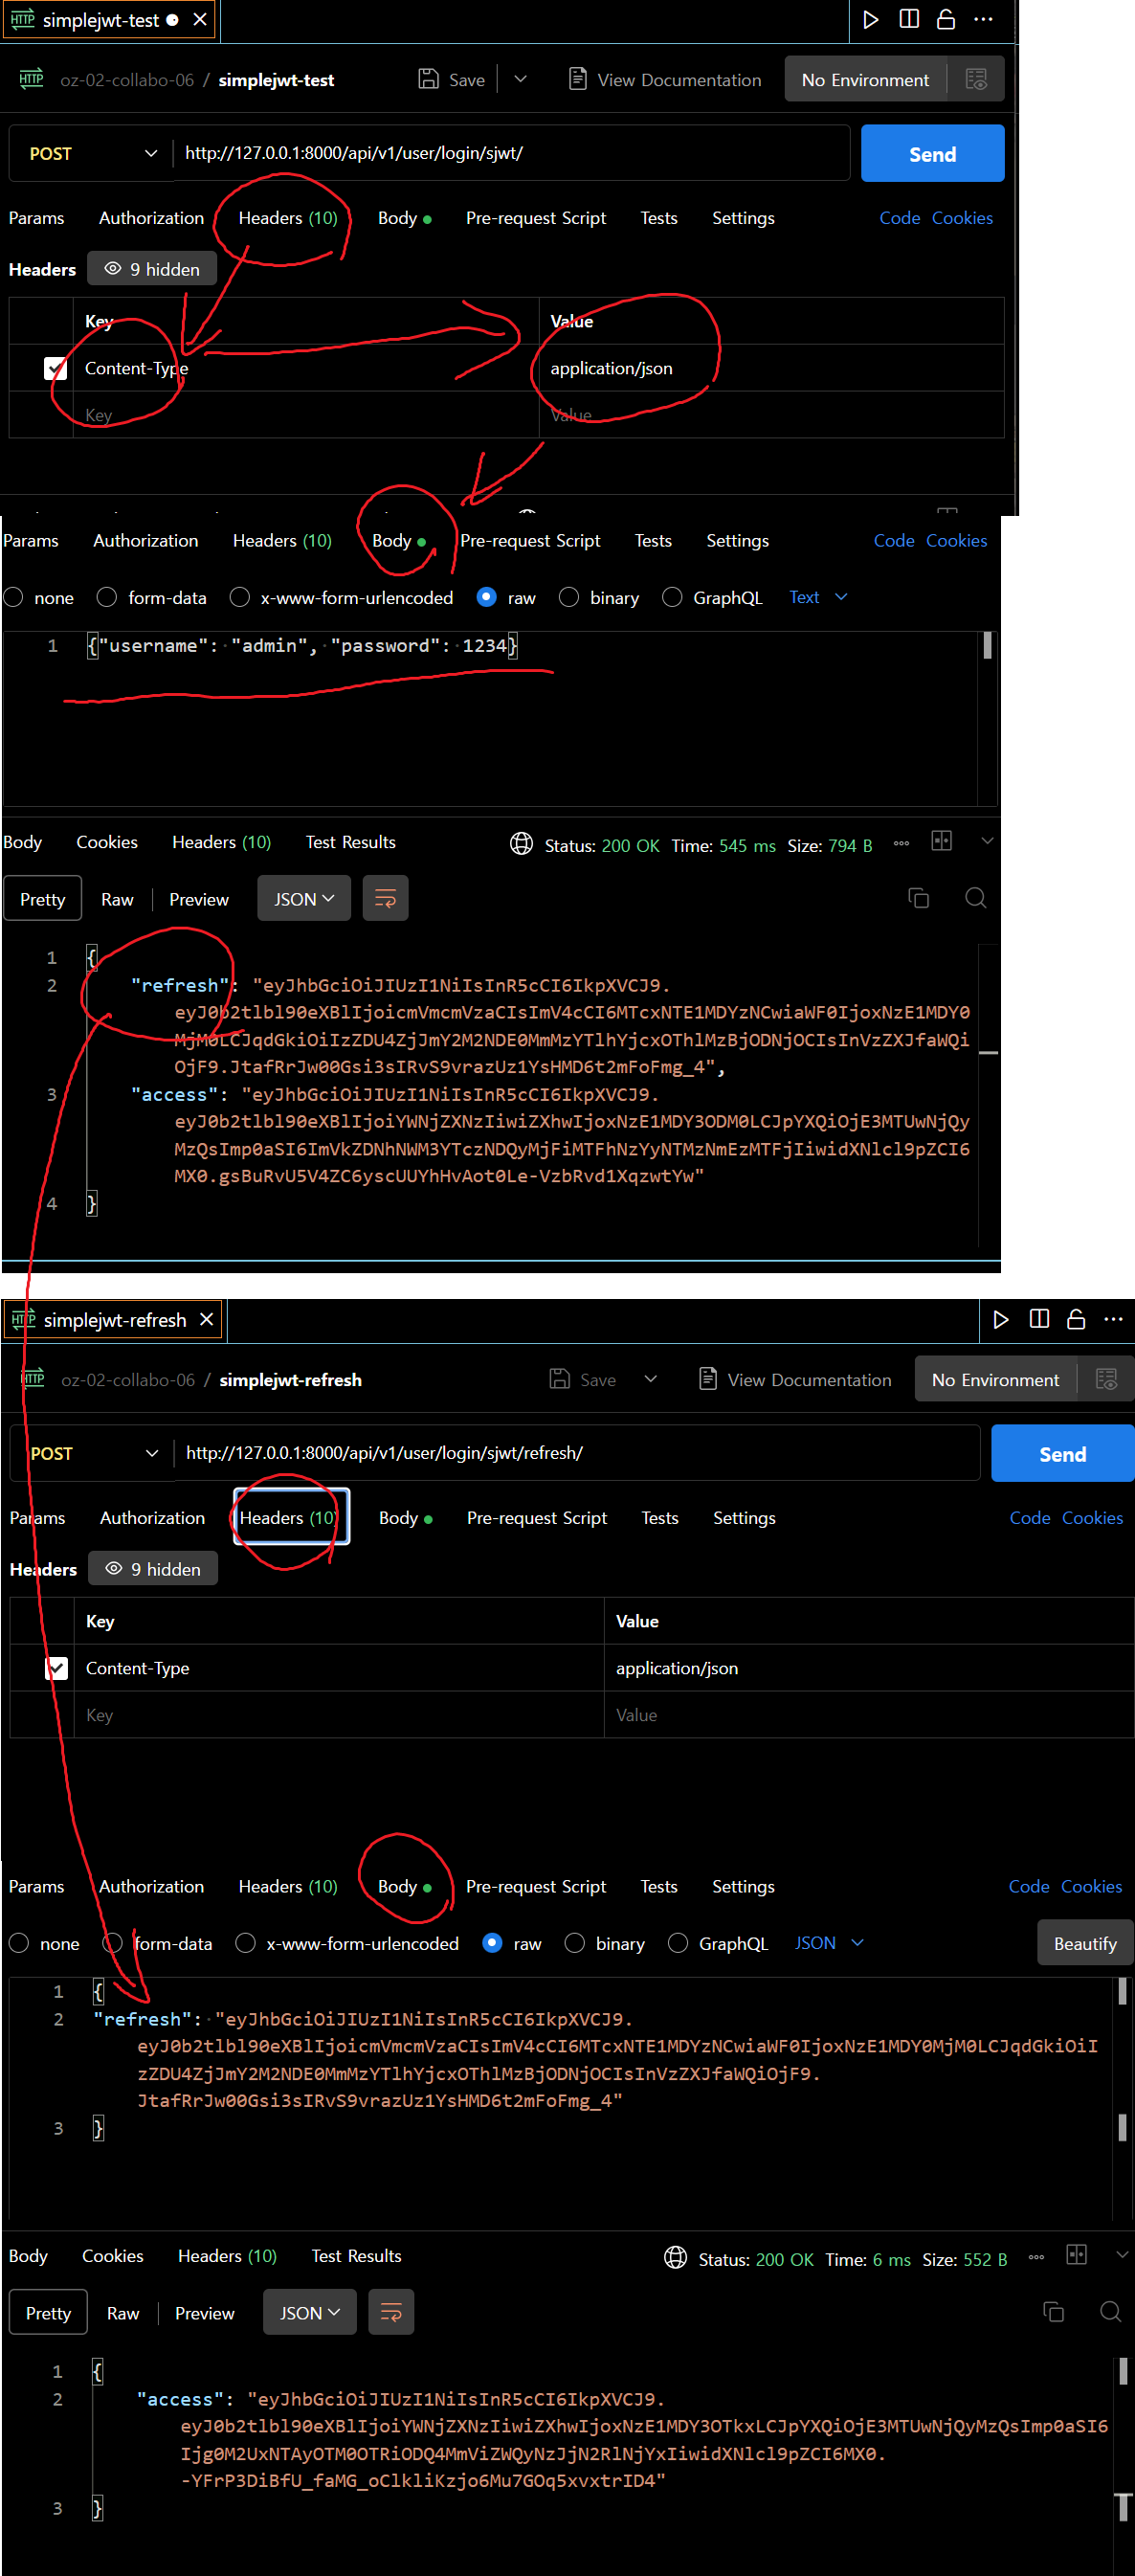 HTTP simplejwt-test
HTTP oz-02-collabo-06 / simplejwt-test Save View Documentation No Environment
POST http://127.0.0.1:8000/api/v1/user/login/sjwt/ Send
Params Authorization Headers (10) Body Pre-request Script Tests Settings Code Cookies
Headers 9 hidden
Key Value
Content-Type application/json
Key Value
Params Authorization Headers (10) Body Pre-request Script Tests Settings Code Cookies
none form-data x-www-form-urlencoded raw binary GraphQL Text
1 {"username": "admin", "password": 1234}
Body Cookies Headers (10) Test Results Status: 200 OK Time: 545 ms Size: 794 B
Pretty Raw Preview JSON
1 {
2 "refresh": "eyJhbGciOiJIUzI1NiIsInR5cCI6IkpXVCJ9.
eyJ0b2tlbl90eXBlIjoicmVmcmVzaCIsImV4cCI6MTcxNTE1MDYzNCwiaWF0IjoxNzE1MDY0
MjM0LCJqdGkiOiIzZDU4ZjJmY2M2NDE0MmMzYTlhYjcxOThlMzBjODNjOCIsInVzZXJfaWQi
OjF9.JtafRrJw00Gsi3sIRvS9vrazUz1YsHMD6t2mFoFmg_4",
3 "access": "eyJhbGciOiJIUzI1NiIsInR5cCI6IkpXVCJ9.
eyJ0b2tlbl90eXBlIjoiYWNjZXNzIiwiZXhwIjoxNzE1MDY3ODM0LCJpYXQiOjE3MTUwNjQy
MzQsImp0aSI6ImVkZDNhNWM3YTczNDQyMjFiMTFhNzYyNTMzNmEzMTFjIiwidXNlcl9pZCI6
MX0.gsBuRvU5V4ZC6yscUUYhHvAot0Le-VzbRvd1XqzwtYw"
4 }
HTTP simplejwt-refresh
HTTP oz-02-collabo-06 / simplejwt-refresh Save View Documentation No Environment
POST http://127.0.0.1:8000/api/v1/user/login/sjwt/refresh/ Send
Params Authorization Headers (10) Body Pre-request Script Tests Settings Code Cookies
Headers 9 hidden
Key Value
Content-Type application/json
Key Value
Params Authorization Headers (10) Body Pre-request Script Tests Settings Code Cookies
none form-data x-www-form-urlencoded raw binary GraphQL JSON Beautify
1 {
2 "refresh": "eyJhbGciOiJIUzI1NiIsInR5cCI6IkpXVCJ9.
eyJ0b2tlbl90eXBlIjoicmVmcmVzaCIsImV4cCI6MTcxNTE1MDYzNCwiaWF0IjoxNzE1MDY0MjM0LCJqdGkiOiI
zZDU4ZjJmY2M2NDE0MmMzYTlhYjcxOThlMzBjODNjOCIsInVzZXJfaWQiOjF9.
JtafRrJw00Gsi3sIRvS9vrazUz1YsHMD6t2mFoFmg_4"
3 }
Body Cookies Headers (10) Test Results Status: 200 OK Time: 6 ms Size: 552 B
Pretty Raw Preview JSON
1 {
2 "access": "eyJhbGciOiJIUzI1NiIsInR5cCI6IkpXVCJ9.
eyJ0b2tlbl90eXBlIjoiYWNjZXNzIiwiZXhwIjoxNzE1MDY3OTkxLCJpYXQiOjE3MTUwNjQyMzQsImp0aSI6
Ijg0M2UxNTAyOTM0OTRiODQ4MmViZWQyNzJjN2RlNjYxIiwidXNlcl9pZCI6MX0.
-YFrP3DiBfU_faMG_oClkliKzjo6Mu7GOq5xvxtrID4"
3 }